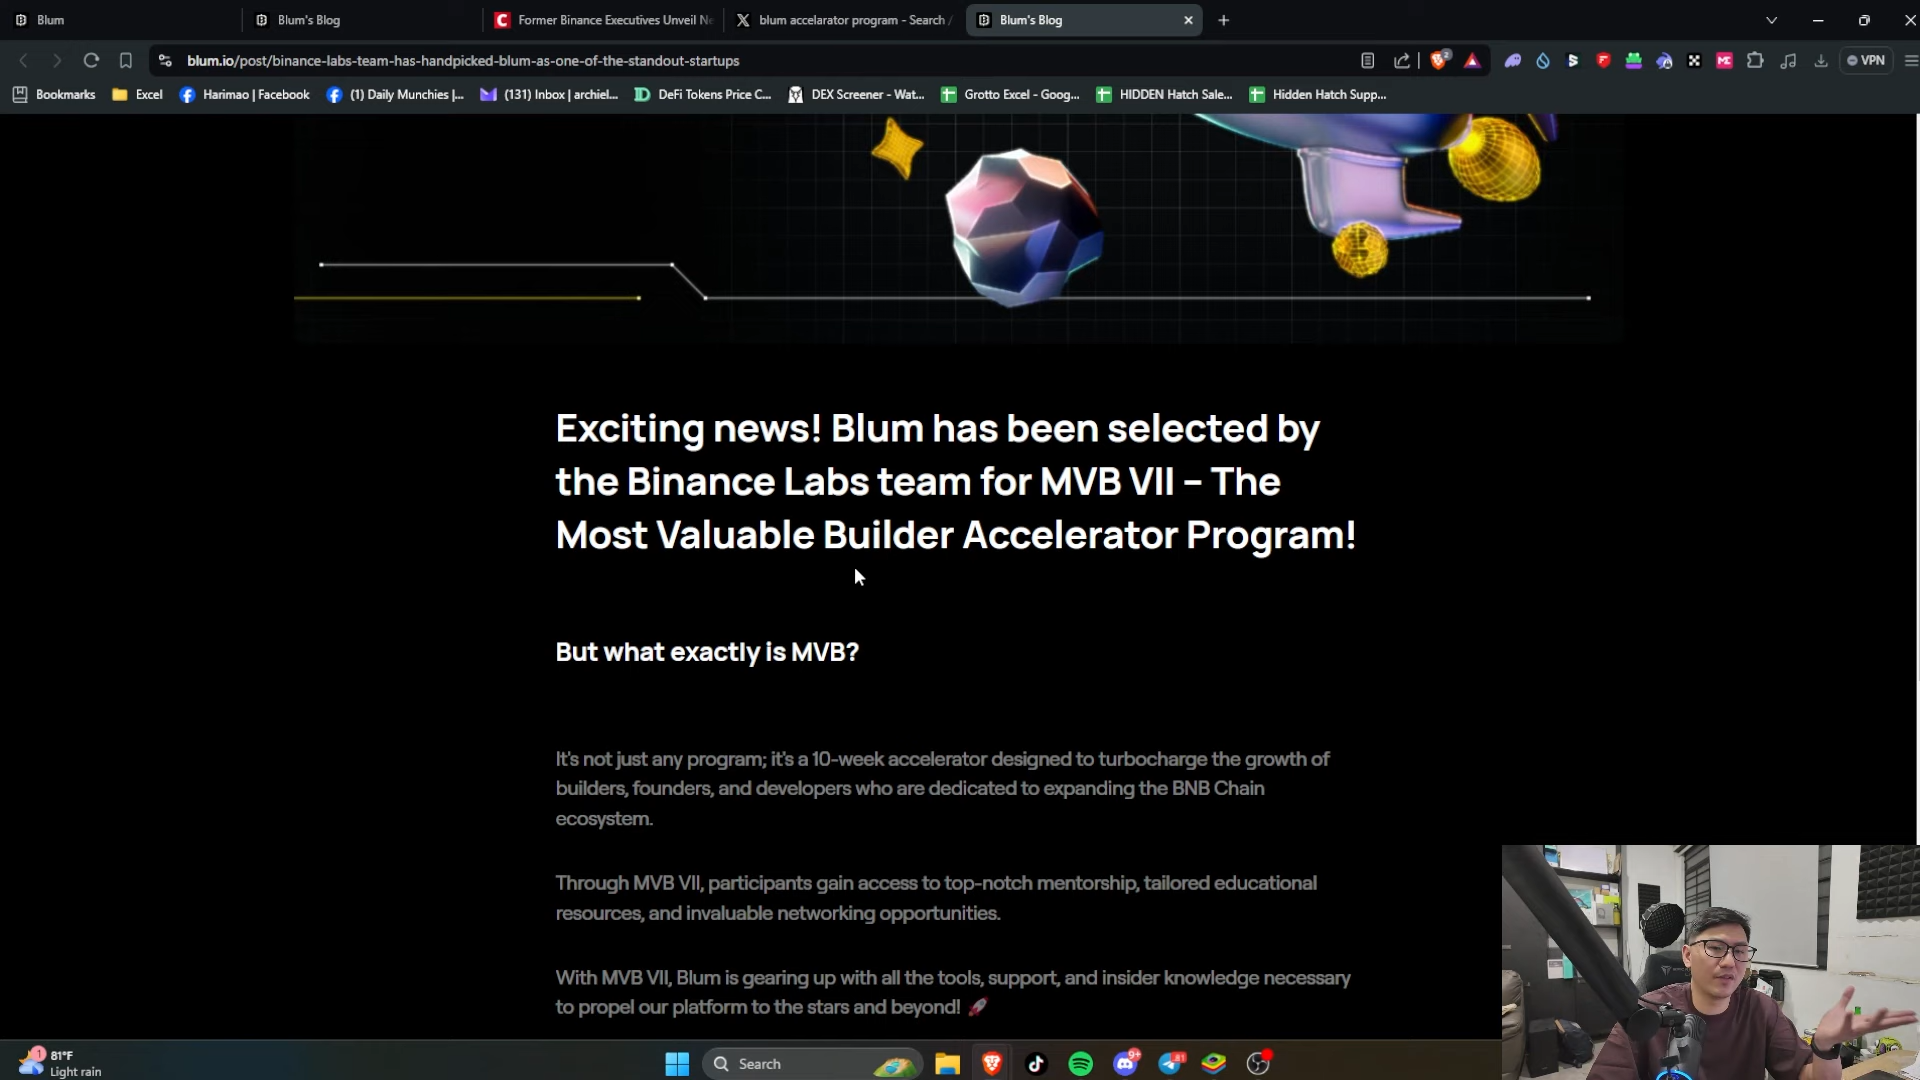 Blum
Blum's Blog
Former Binance Executives Unveil Ne
blum accelarator program - Search /
Blum's Blog
blum.io/post/binance-labs-team-has-handpicked-blum-as-one-of-the-standout-startups
2
VPN
Bookmarks
Excel
Harimao | Facebook
(1) Daily Munchies |...
(131) Inbox | archiel...
DeFi Tokens Price C...
DEX Screener - Wat...
Grotto Excel - Goog...
HIDDEN Hatch Sale...
Hidden Hatch Supp...
Exciting news! Blum has been selected by
the Binance Labs team for MVB VII – The
Most Valuable Builder Accelerator Program!
But what exactly is MVB?
It's not just any program; it's a 10-week accelerator designed to turbocharge the growth of
builders, founders, and developers who are dedicated to expanding the BNB Chain
ecosystem.
Through MVB VII, participants gain access to top-notch mentorship, tailored educational
resources, and invaluable networking opportunities.
With MVB VII, Blum is gearing up with all the tools, support, and insider knowledge necessary
to propel our platform to the stars and beyond! 🚀
1
81°F
Light rain
Search
9+
81